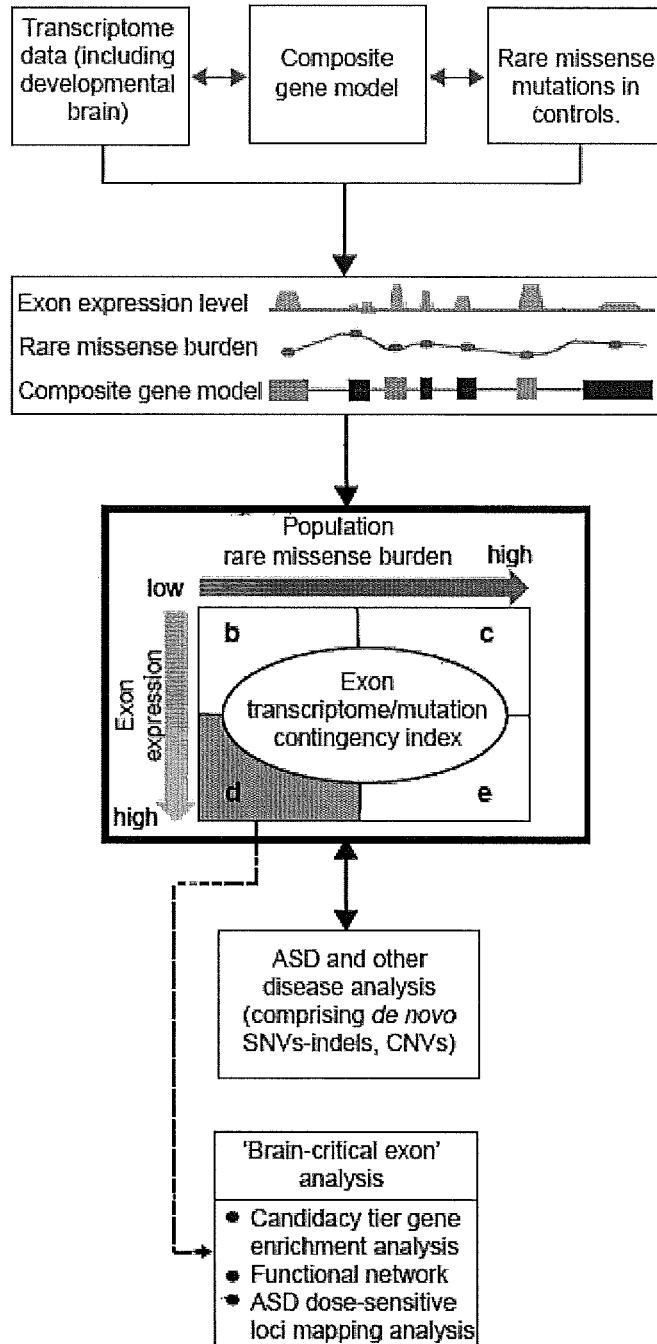 Transcriptome
data (including
developmental
brain)
Composite
gene model
Rare missense
mutations in
controls.
Exon expression level
Rare missense burden
Composite gene model
Population
rare missense burden
high
low
Exon
expression
high
b
c
Exon
transcriptome/mutation
contingency index
d
e
ASD and other
disease analysis
(comprising de novo
SNVs-indels, CNVs)
'Brain-critical exon'
analysis
● Candidacy tier gene
enrichment analysis
● Functional network
● ASD dose-sensitive
loci mapping analysis